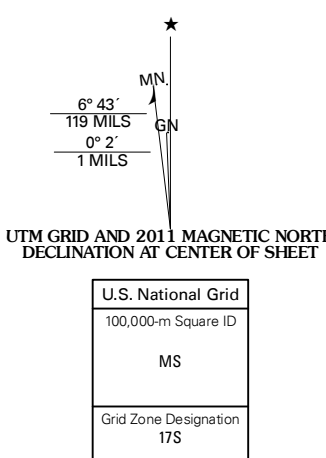 ★
MN.
6° 43´
119 MILS
GN
0° 2´
1 MILS
UTM GRID AND 2011 MAGNETIC NORTH
DECLINATION AT CENTER OF SHEET
U.S. National Grid
100,000-m Square ID
MS
Grid Zone Designation
17S